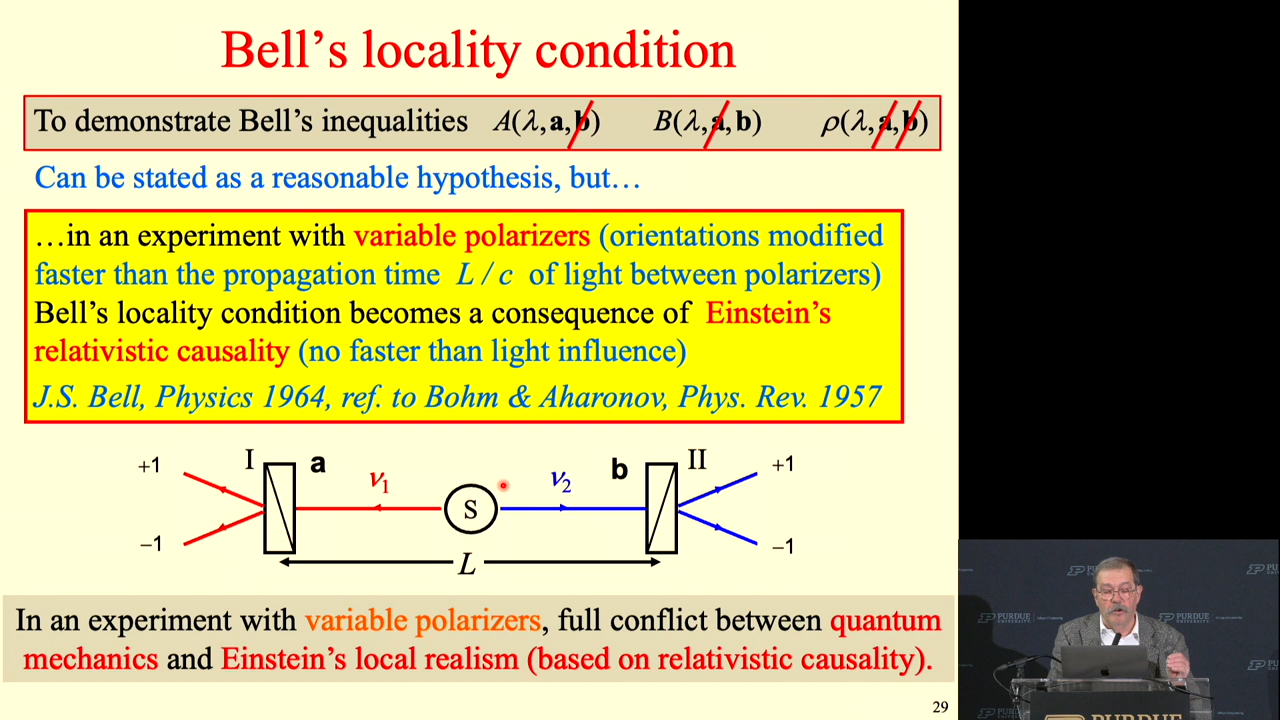 Bell's locality condition
To demonstrate Bell's inequalities A(λ,a,b) B(λ,a,b) ρ(λ,a,b)
Can be stated as a reasonable hypothesis, but…
…in an experiment with variable polarizers (orientations modified
faster than the propagation time L / c of light between polarizers)
Bell's locality condition becomes a consequence of Einstein's
relativistic causality (no faster than light influence)
J.S. Bell, Physics 1964, ref. to Bohm & Aharonov, Phys. Rev. 1957
+1 I a ν1 ν2 b II +1
S
−1 −1
L
In an experiment with variable polarizers, full conflict between quantum
mechanics and Einstein's local realism (based on relativistic causality).
29
PURDUE
UNIVERSITY
PURDUE
UNIVERSITY
PURDUE